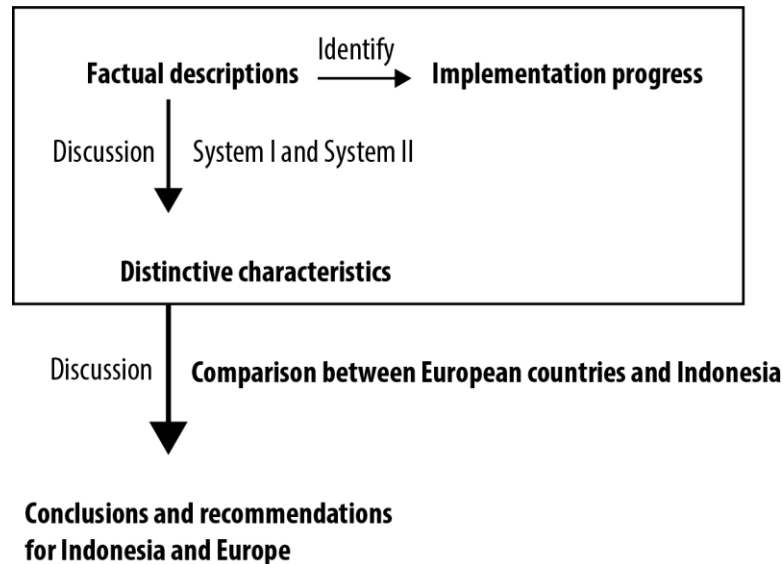 Identify
Factual descriptions
Implementation progress
Discussion
System I and System II
Distinctive characteristics
Discussion
Comparison between European countries and Indonesia
Conclusions and recommendations
for Indonesia and Europe